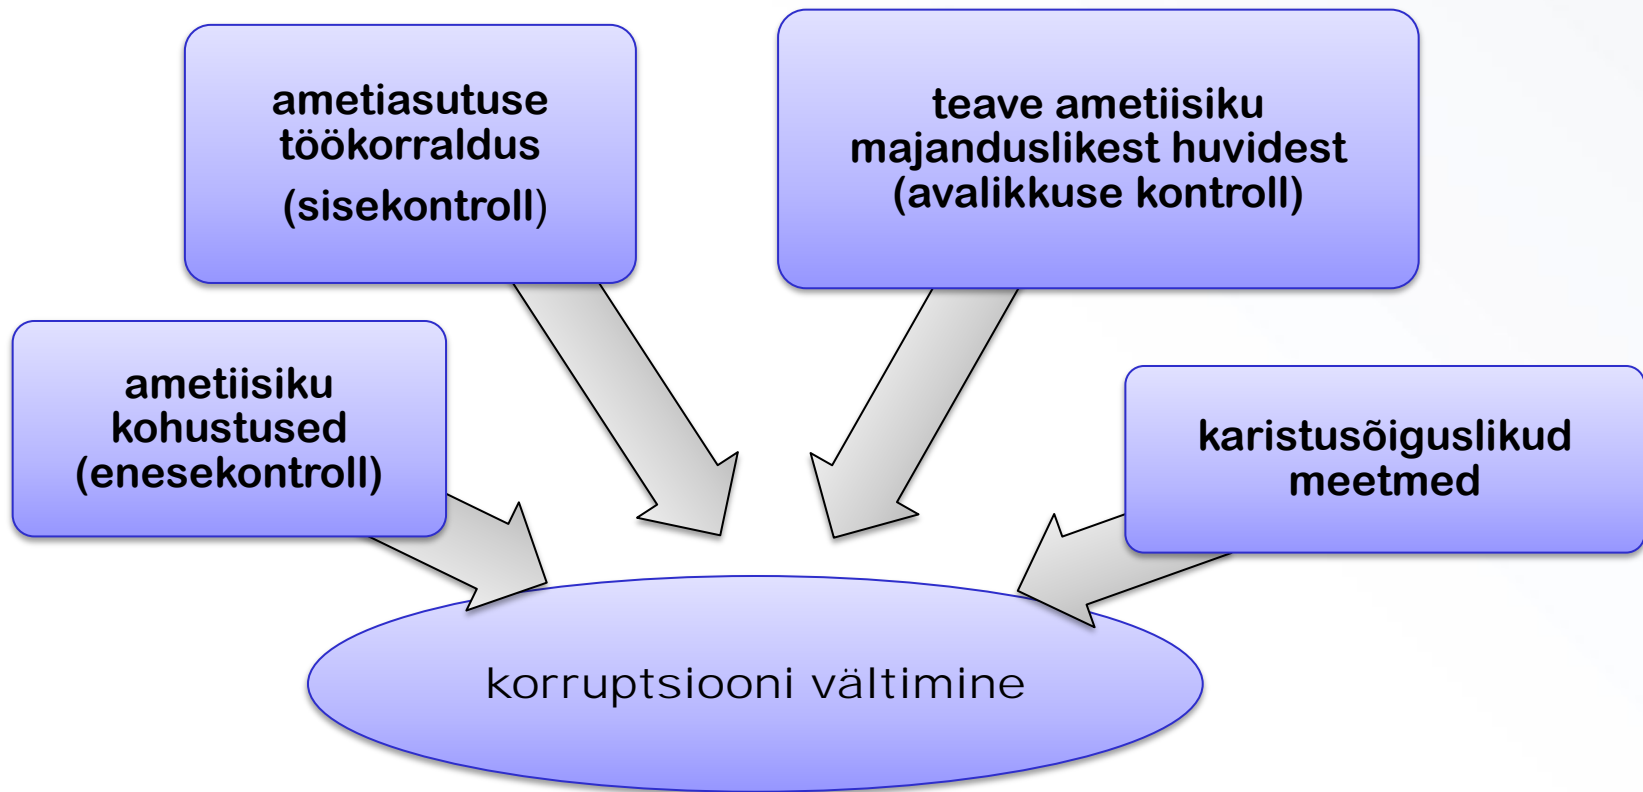 ametiasutuse
töökorraldus
(sisekontroll)
teave ametiisiku
majanduslikest huvidest
(avalikkuse kontroll)
ametiisiku
kohustused
(enesekontroll)
karistusõiguslikud
meetmed
korruptsiooni vältimine